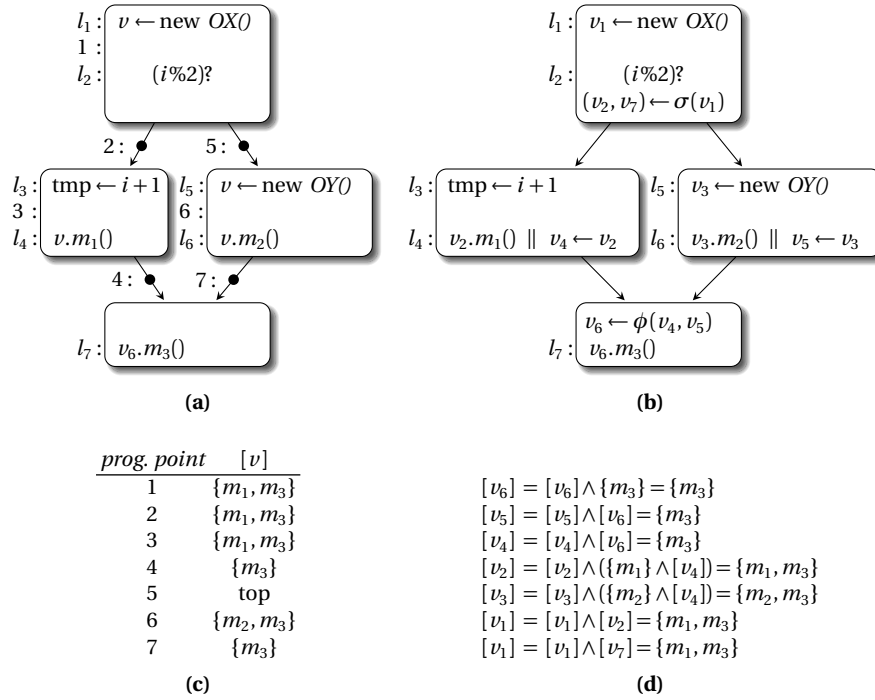 l₁ : v ← new OX()
1 :
l₂ : (i%2)?
2 : 5 :
l₃ : tmp ← i + 1
3 :
l₄ : v.m₁()
l₅ : v ← new OY()
6 :
l₆ : v.m₂()
4 : 7 :
l₇ : v₆.m₃()
(a)
l₁ : v₁ ← new OX()
l₂ : (i%2)?
(v₂, v₇) ← σ(v₁)
l₃ : tmp ← i + 1
l₄ : v₂.m₁() || v₄ ← v₂
l₅ : v₃ ← new OY()
l₆ : v₃.m₂() || v₅ ← v₃
v₆ ← ϕ(v₄, v₅)
l₇ : v₆.m₃()
(b)
prog. point [v]
1 {m₁, m₃}
2 {m₁, m₃}
3 {m₁, m₃}
4 {m₃}
5 top
6 {m₂, m₃}
7 {m₃}
(c)
[v₆] = [v₆] ∧ {m₃} = {m₃}
[v₅] = [v₅] ∧ [v₆] = {m₃}
[v₄] = [v₄] ∧ [v₆] = {m₃}
[v₂] = [v₂] ∧ ({m₁} ∧ [v₄]) = {m₁, m₃}
[v₃] = [v₃] ∧ ({m₂} ∧ [v₄]) = {m₂, m₃}
[v₁] = [v₁] ∧ [v₂] = {m₁, m₃}
[v₁] = [v₁] ∧ [v₇] = {m₁, m₃}
(d)